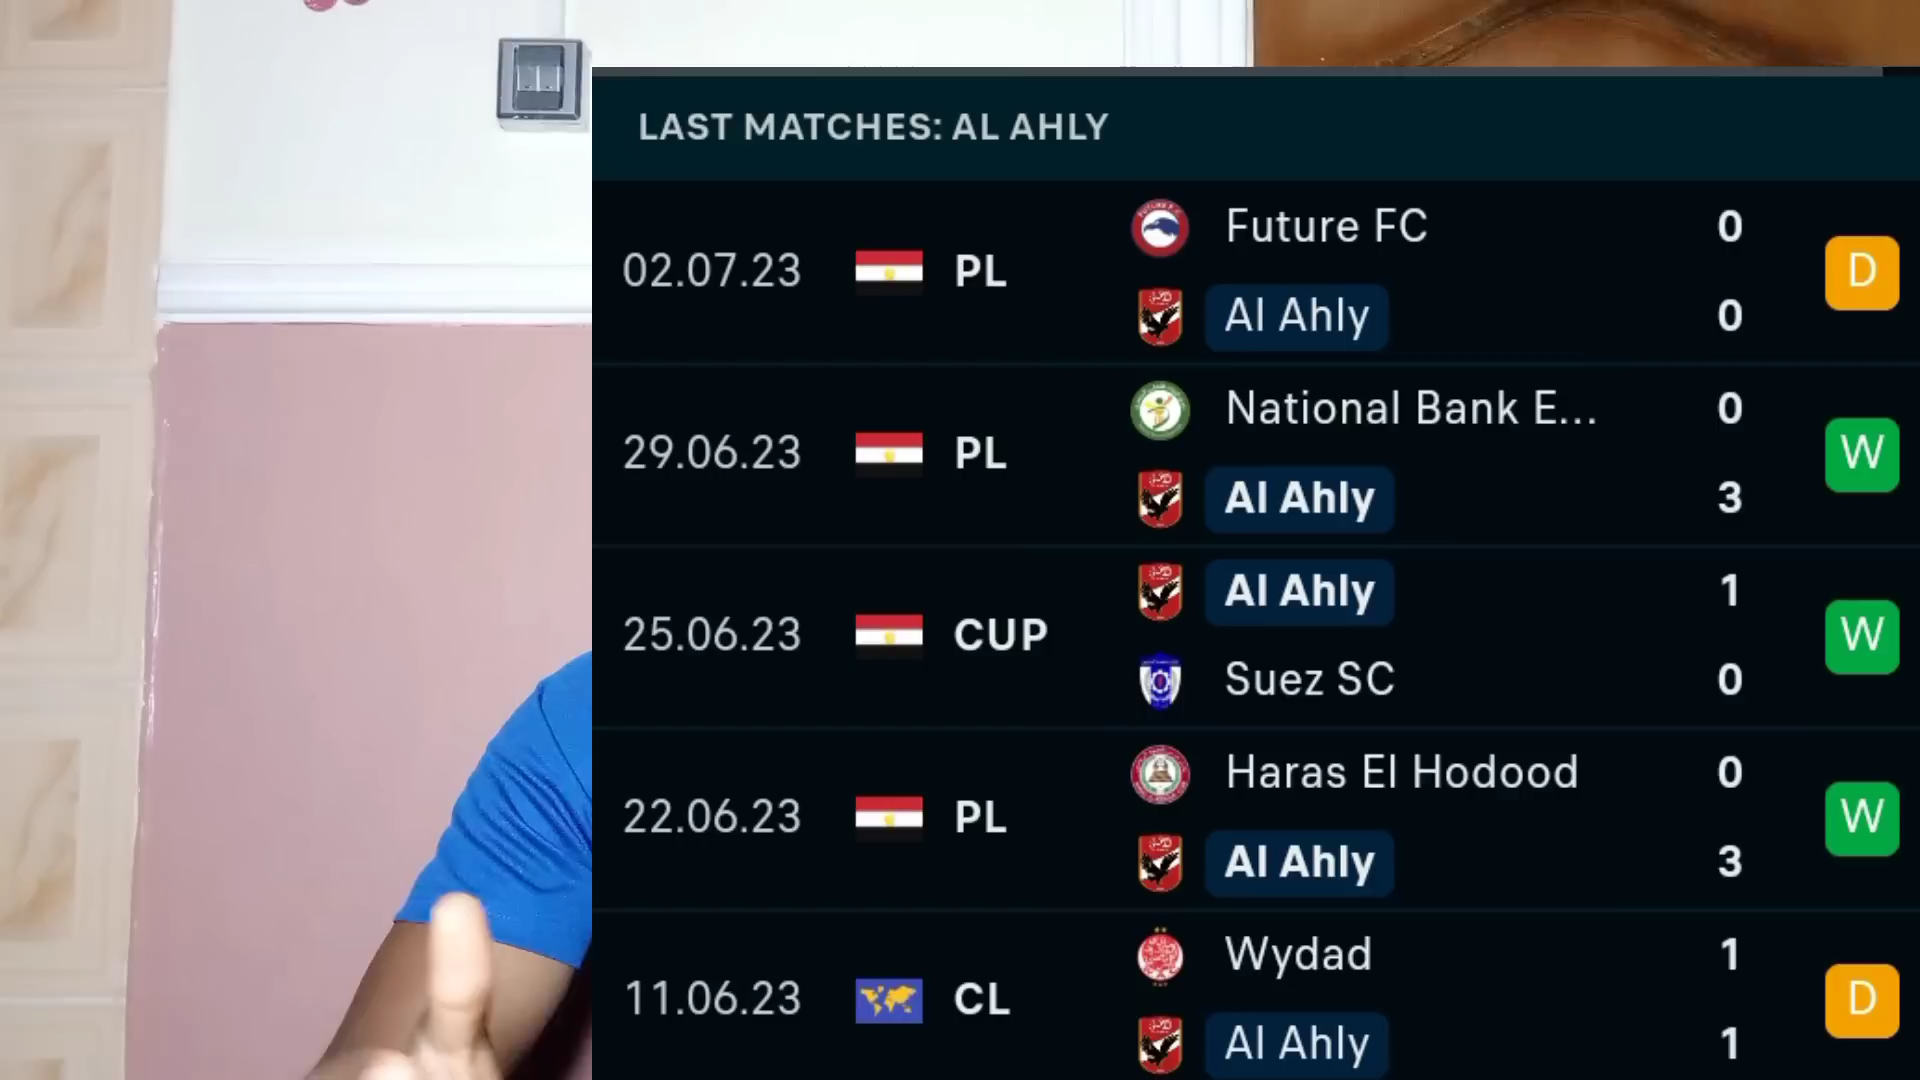 LAST MATCHES: AL AHLY
02.07.23 PL Future FC 0 D
Al Ahly 0
29.06.23 PL National Bank E... 0 W
Al Ahly 3
25.06.23 CUP Al Ahly 1 W
Suez SC 0
22.06.23 PL Haras El Hodood 0 W
Al Ahly 3
11.06.23 CL Wydad 1 D
Al Ahly 1